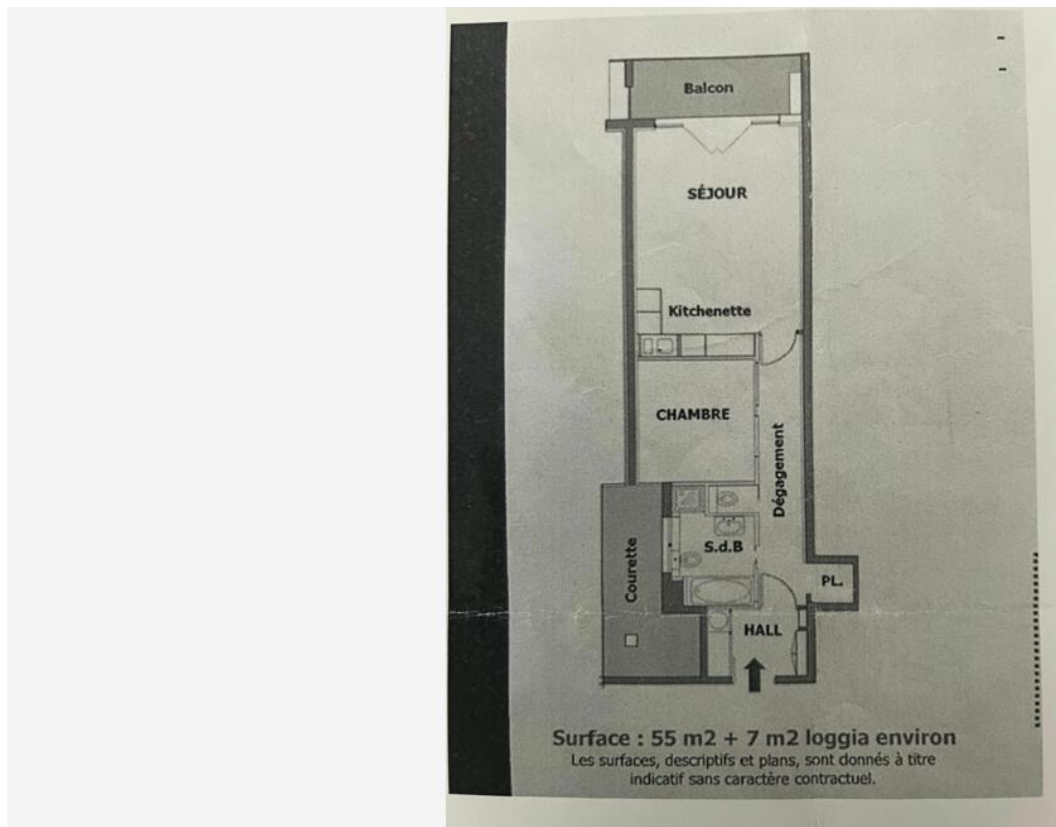 Balcon
SÉJOUR
Kitchenette
CHAMBRE
Dégagement
S.d.B
Courette
PL.
HALL
Surface : 55 m2 + 7 m2 loggia environ
Les surfaces, descriptifs et plans, sont donnés à titre
indicatif sans caractère contractuel.